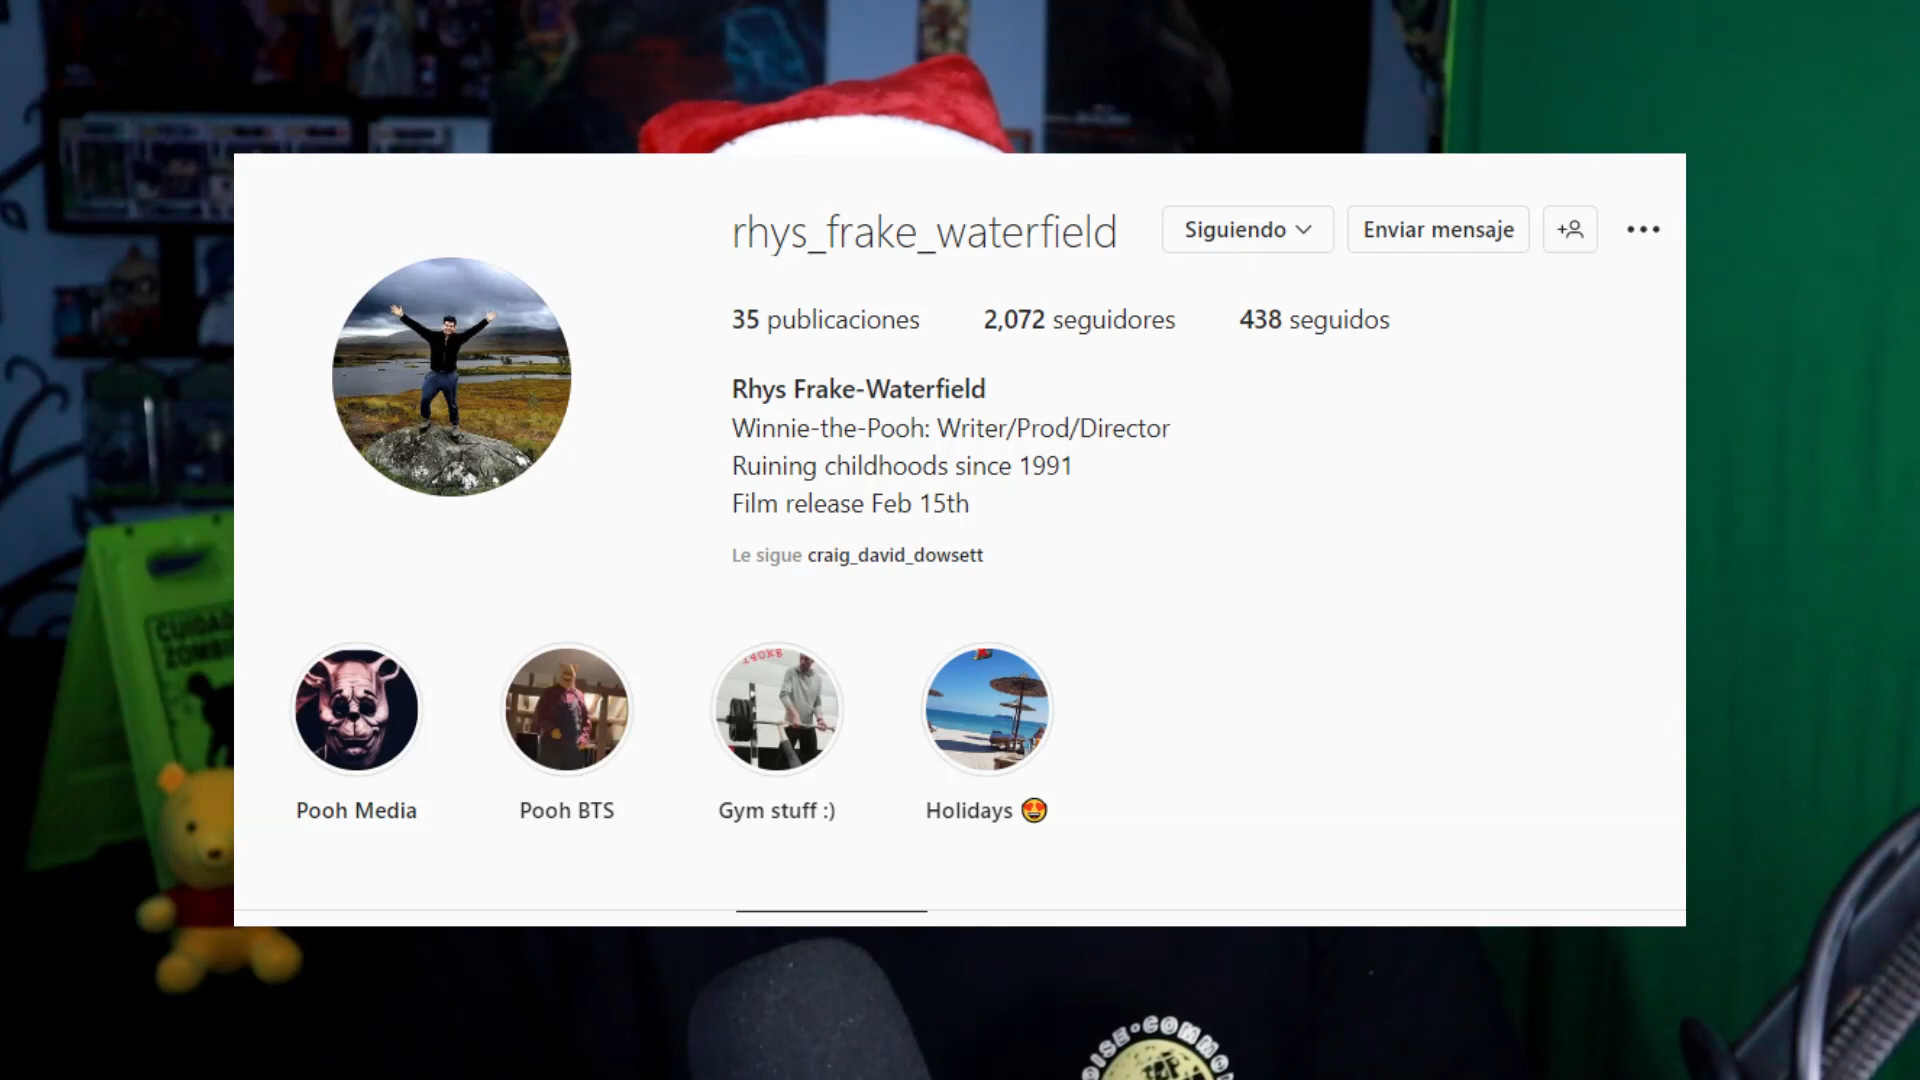 rhys_frake_waterfield
Siguiendo
Enviar mensaje
35 publicaciones
2,072 seguidores
438 seguidos
Rhys Frake-Waterfield
Winnie-the-Pooh: Writer/Prod/Director
Ruining childhoods since 1991
Film release Feb 15th
Le sigue craig_david_dowsett
Pooh Media
Pooh BTS
Gym stuff :)
Holidays 😍